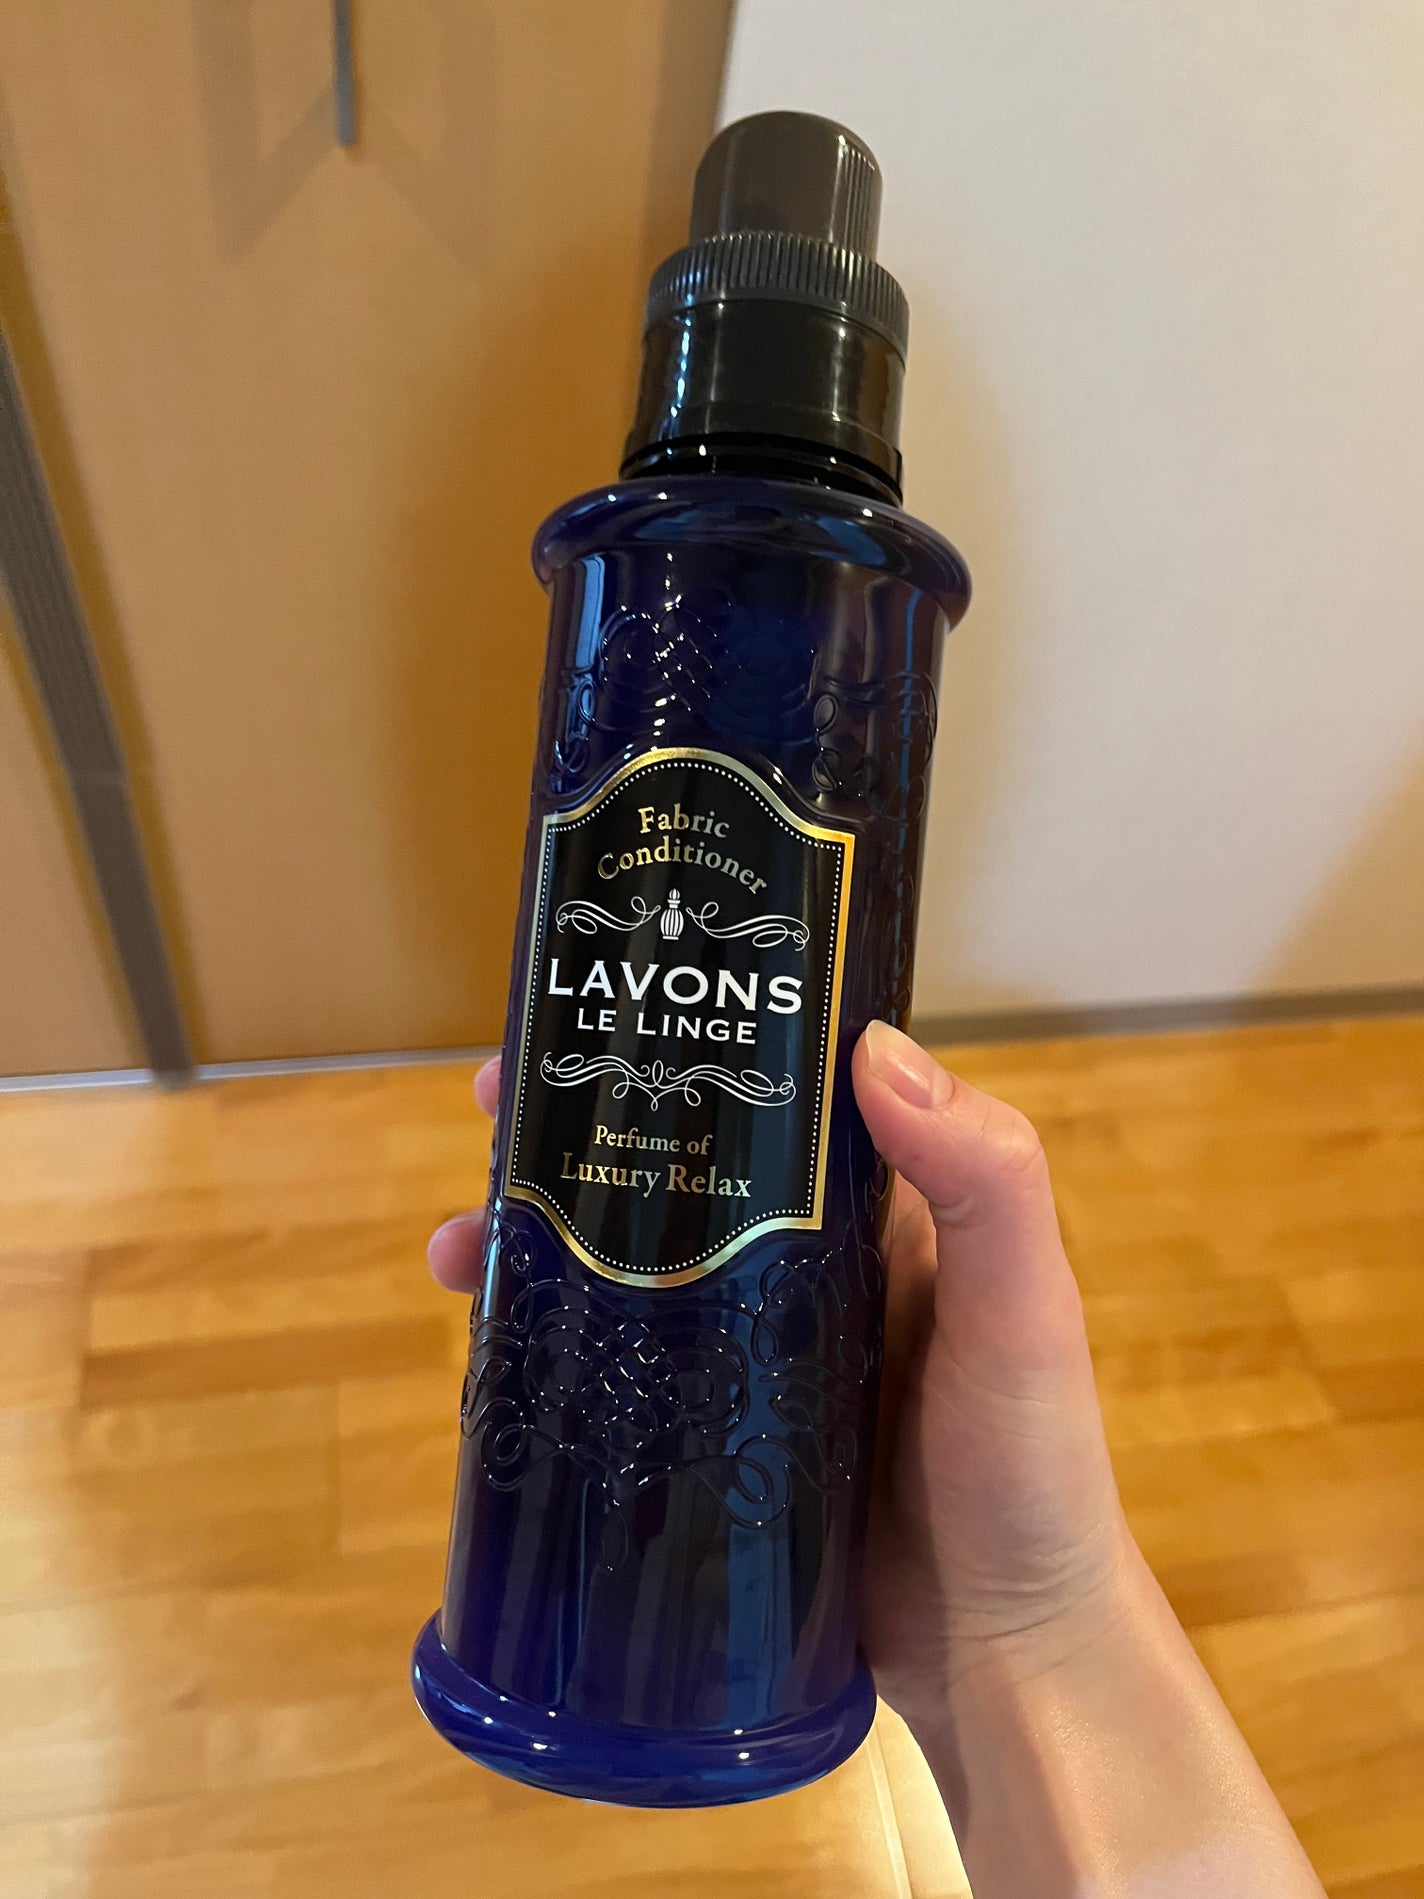 Fabric
Conditioner
LAVONS
LE LINGE
Perfume of
Luxury Relax